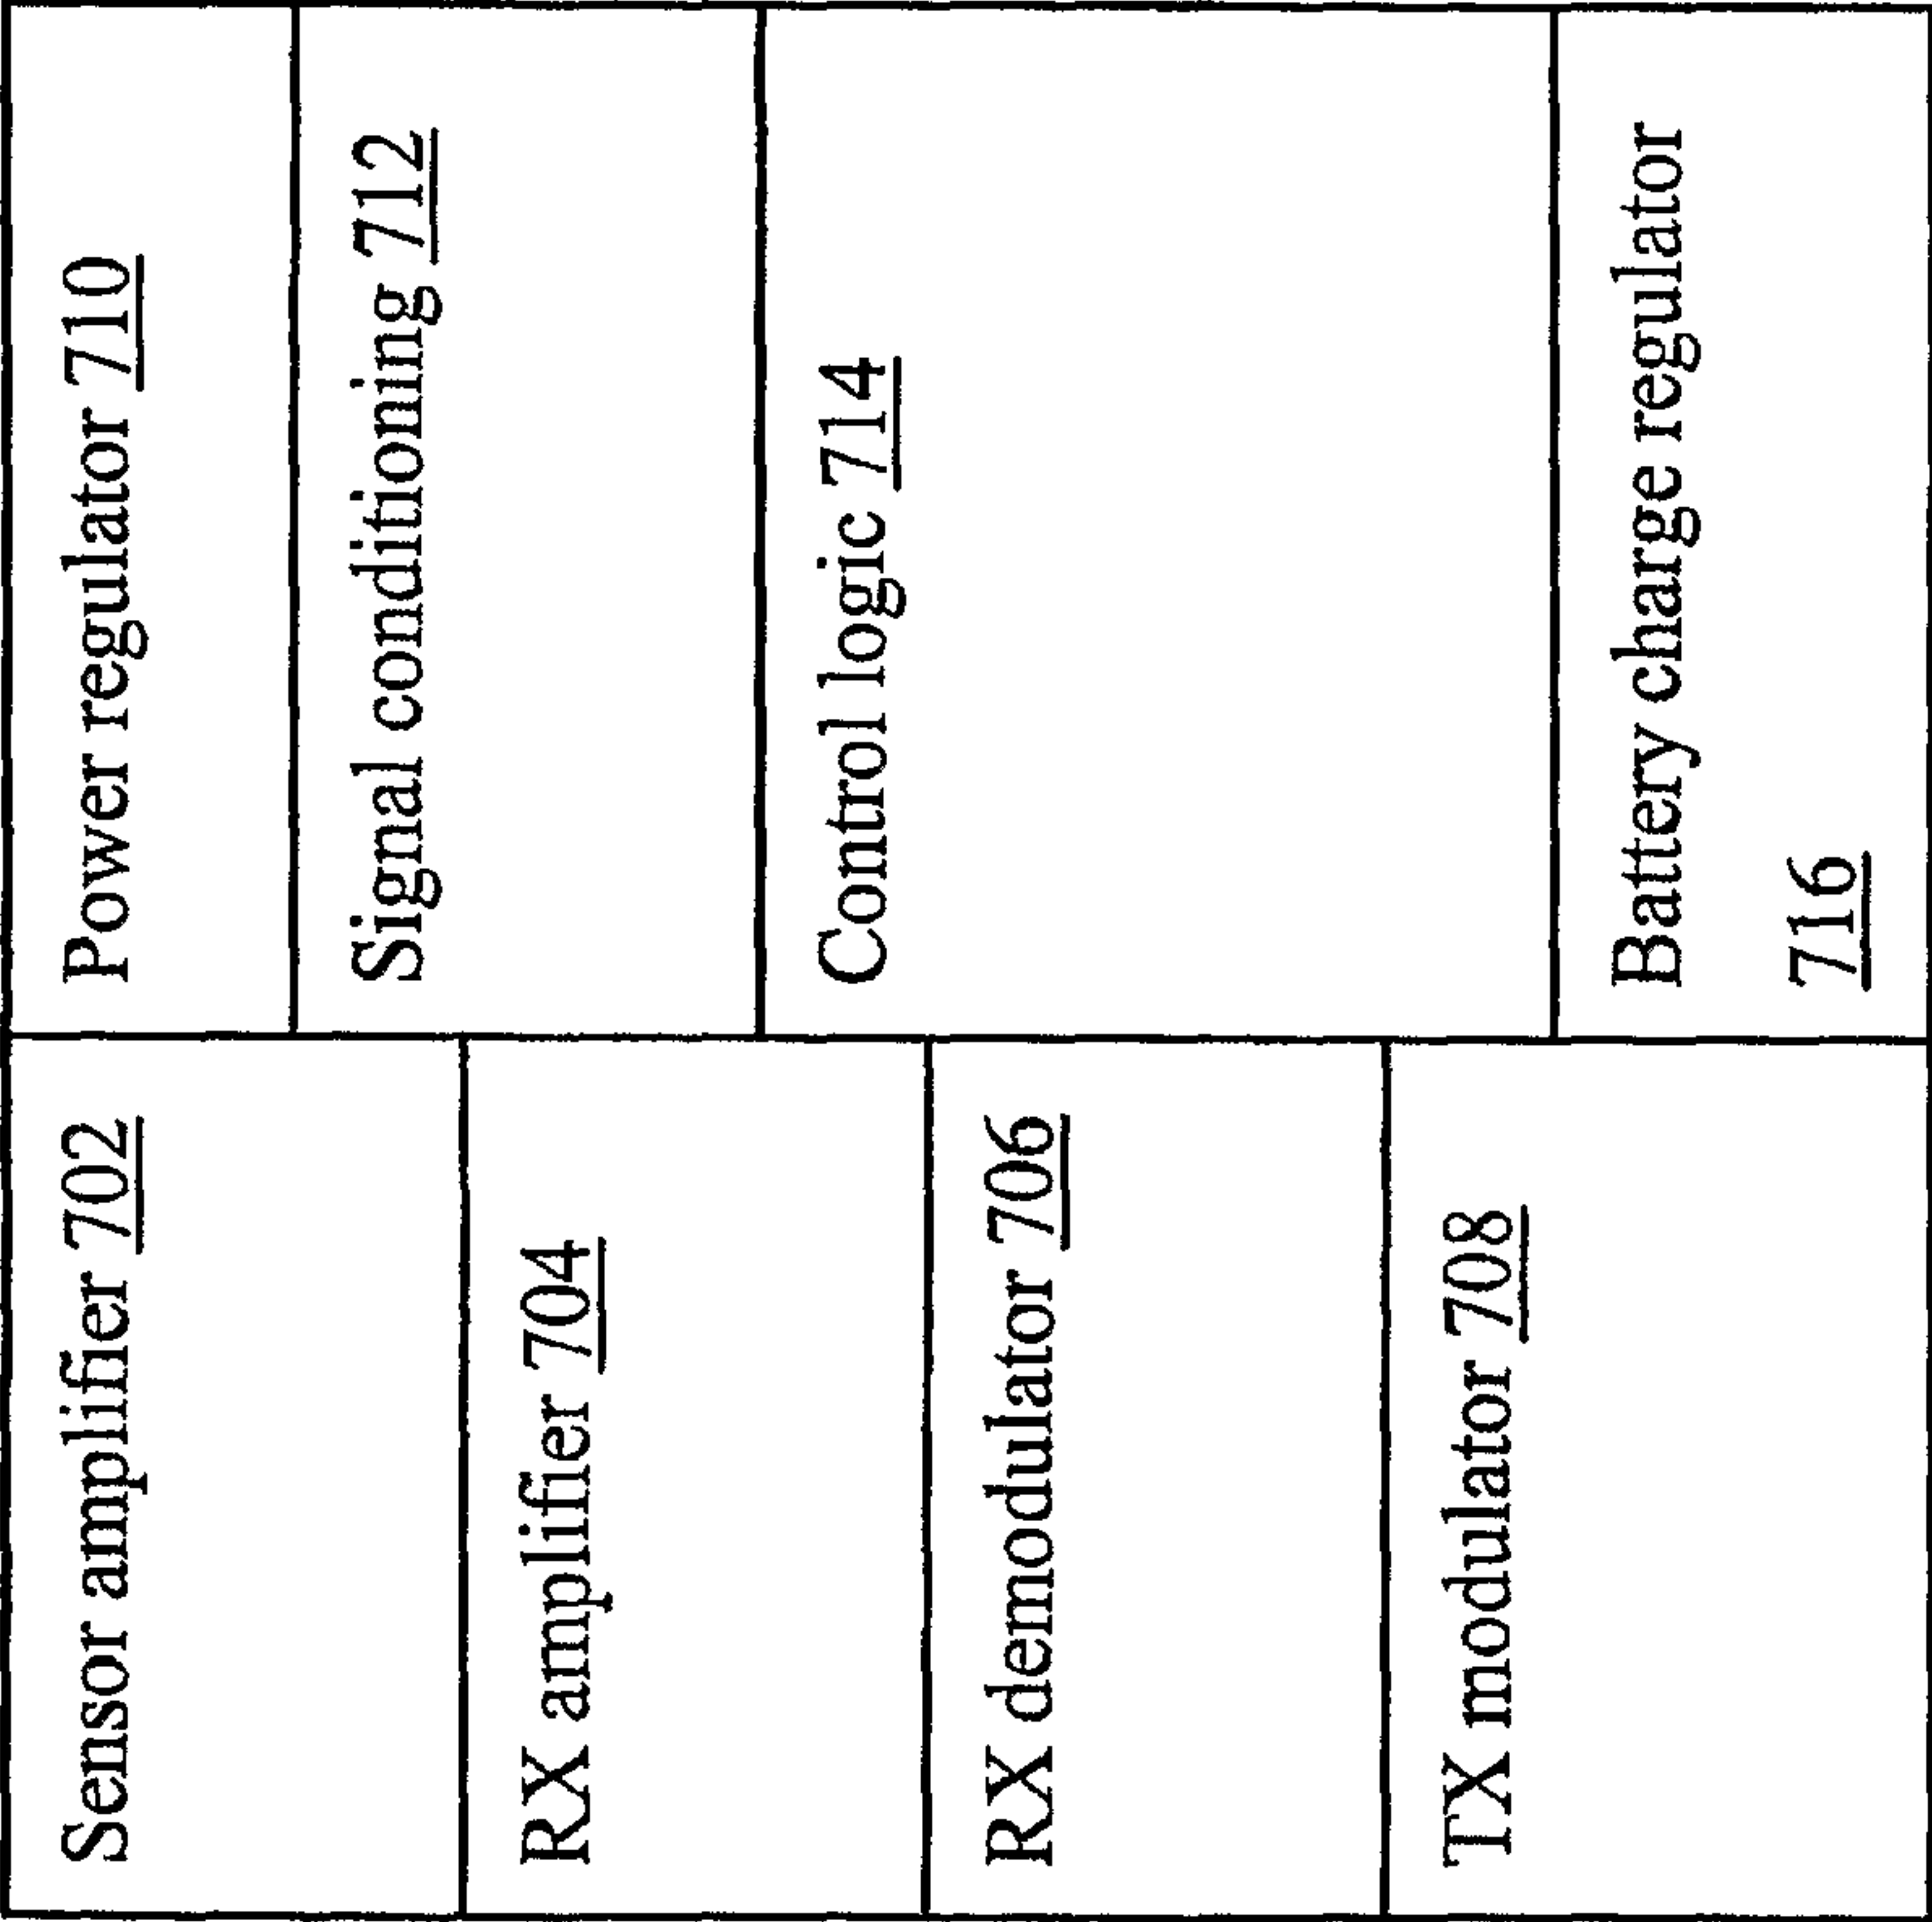 Sensor amplifier 702
RX amplifier 704
RX demodulator 706
TX modulator 708
Power regulator 710
Signal conditioning 712
Control logic 714
Battery charge regulator
716